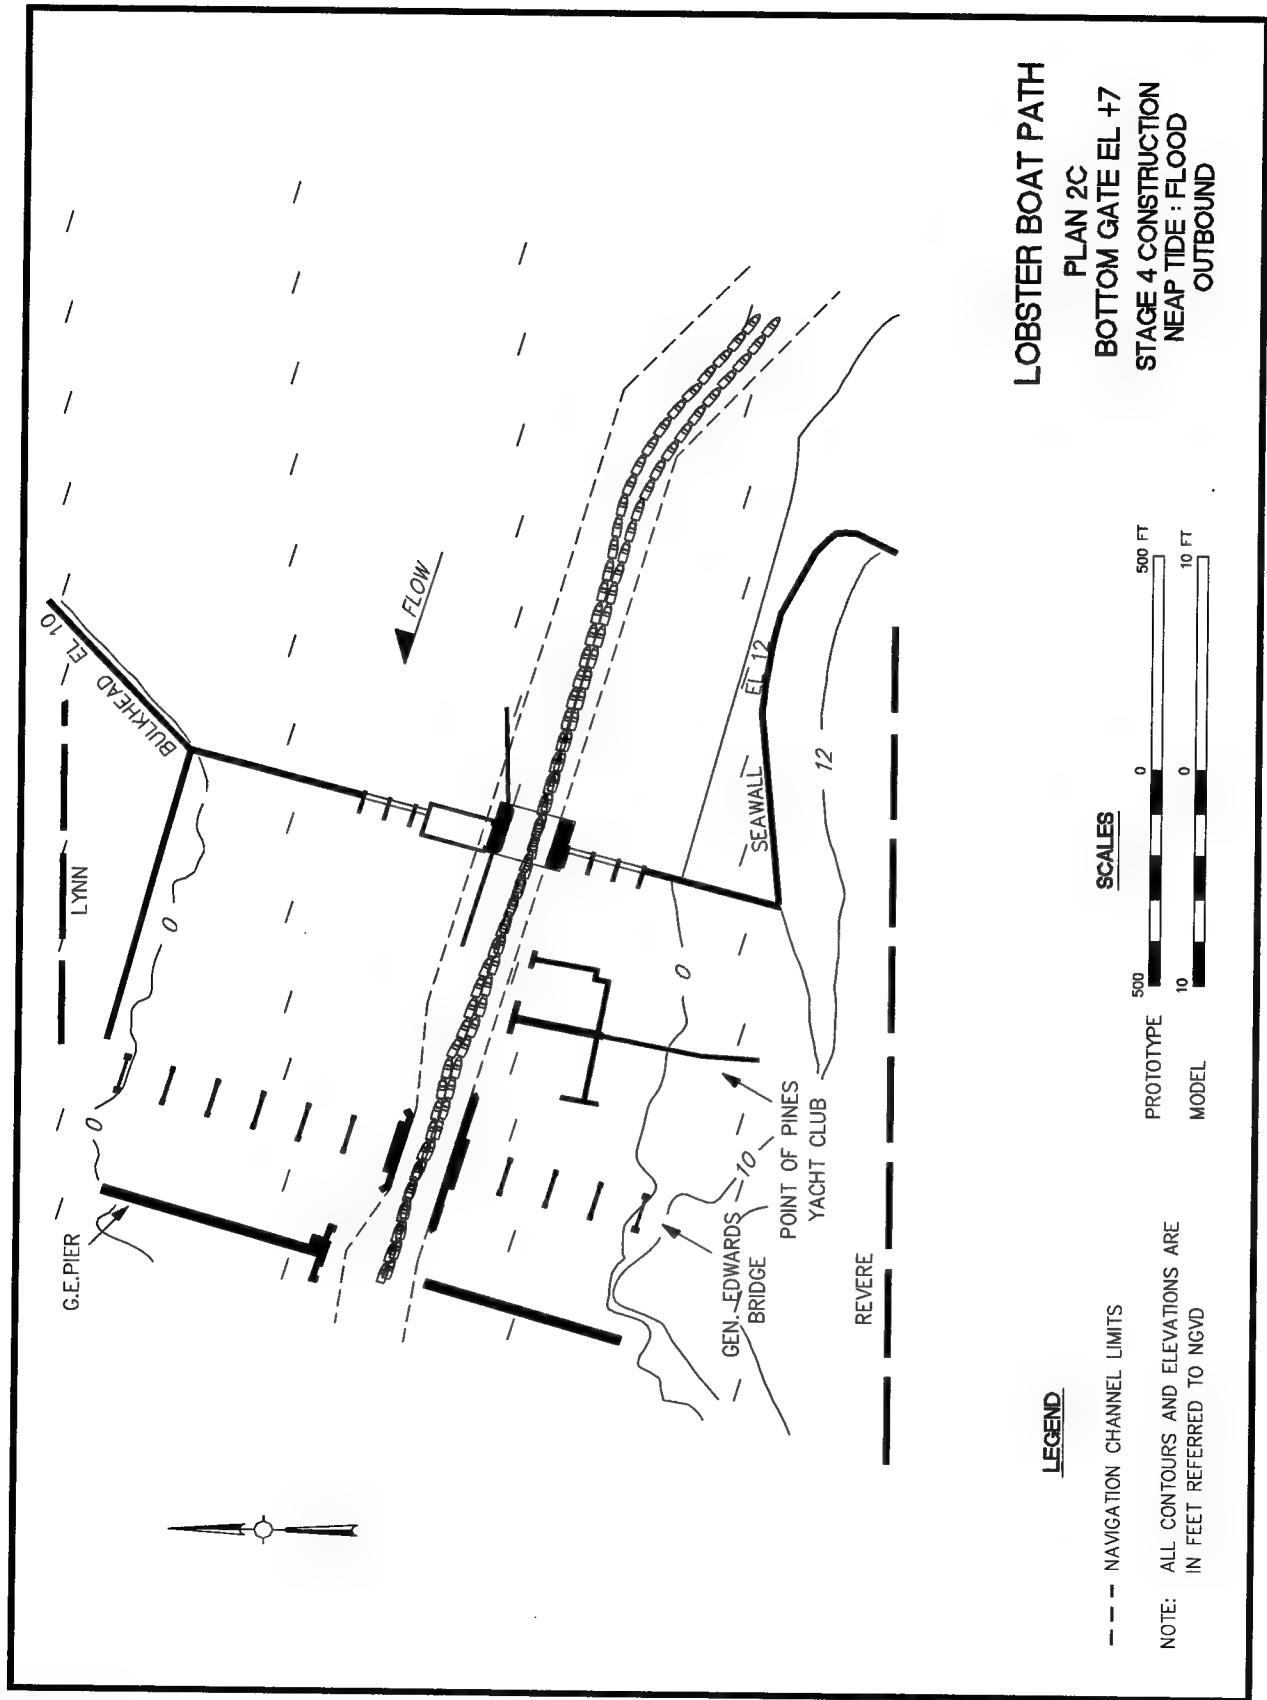 LYNN
BULKHEAD EL 10
G.E.PIER
0
0
FLOW
0
SEAWALL EL 12
12
GEN. EDWARDS
BRIDGE
10
POINT OF PINES
YACHT CLUB
REVERE
LEGEND
--- NAVIGATION CHANNEL LIMITS
NOTE: ALL CONTOURS AND ELEVATIONS ARE
IN FEET REFERRED TO NGVD
SCALES
PROTOTYPE 500 0 500 FT
MODEL 10 0 10 FT
LOBSTER BOAT PATH
PLAN 2C
BOTTOM GATE EL +7
STAGE 4 CONSTRUCTION
NEAP TIDE : FLOOD
OUTBOUND